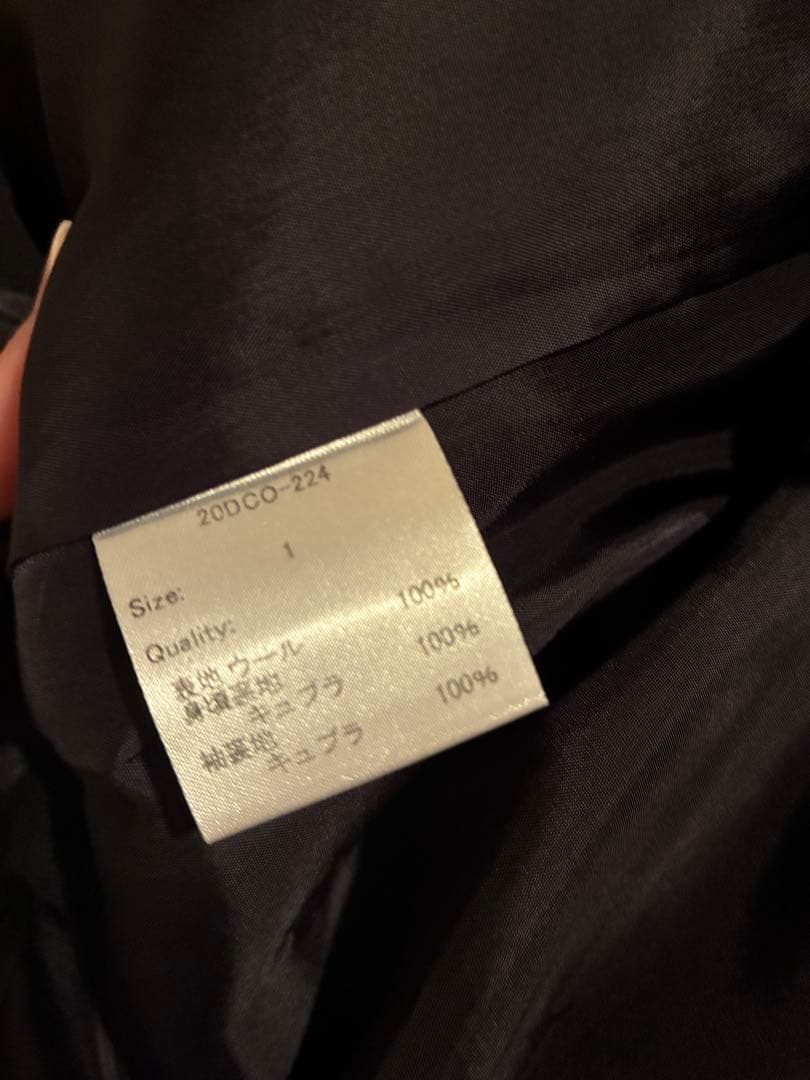 20DCO-224
Size: 1
Quality:
表地 ウール 100%
身頃裏地
キュプラ 100%
袖裏地
キュプラ 100%